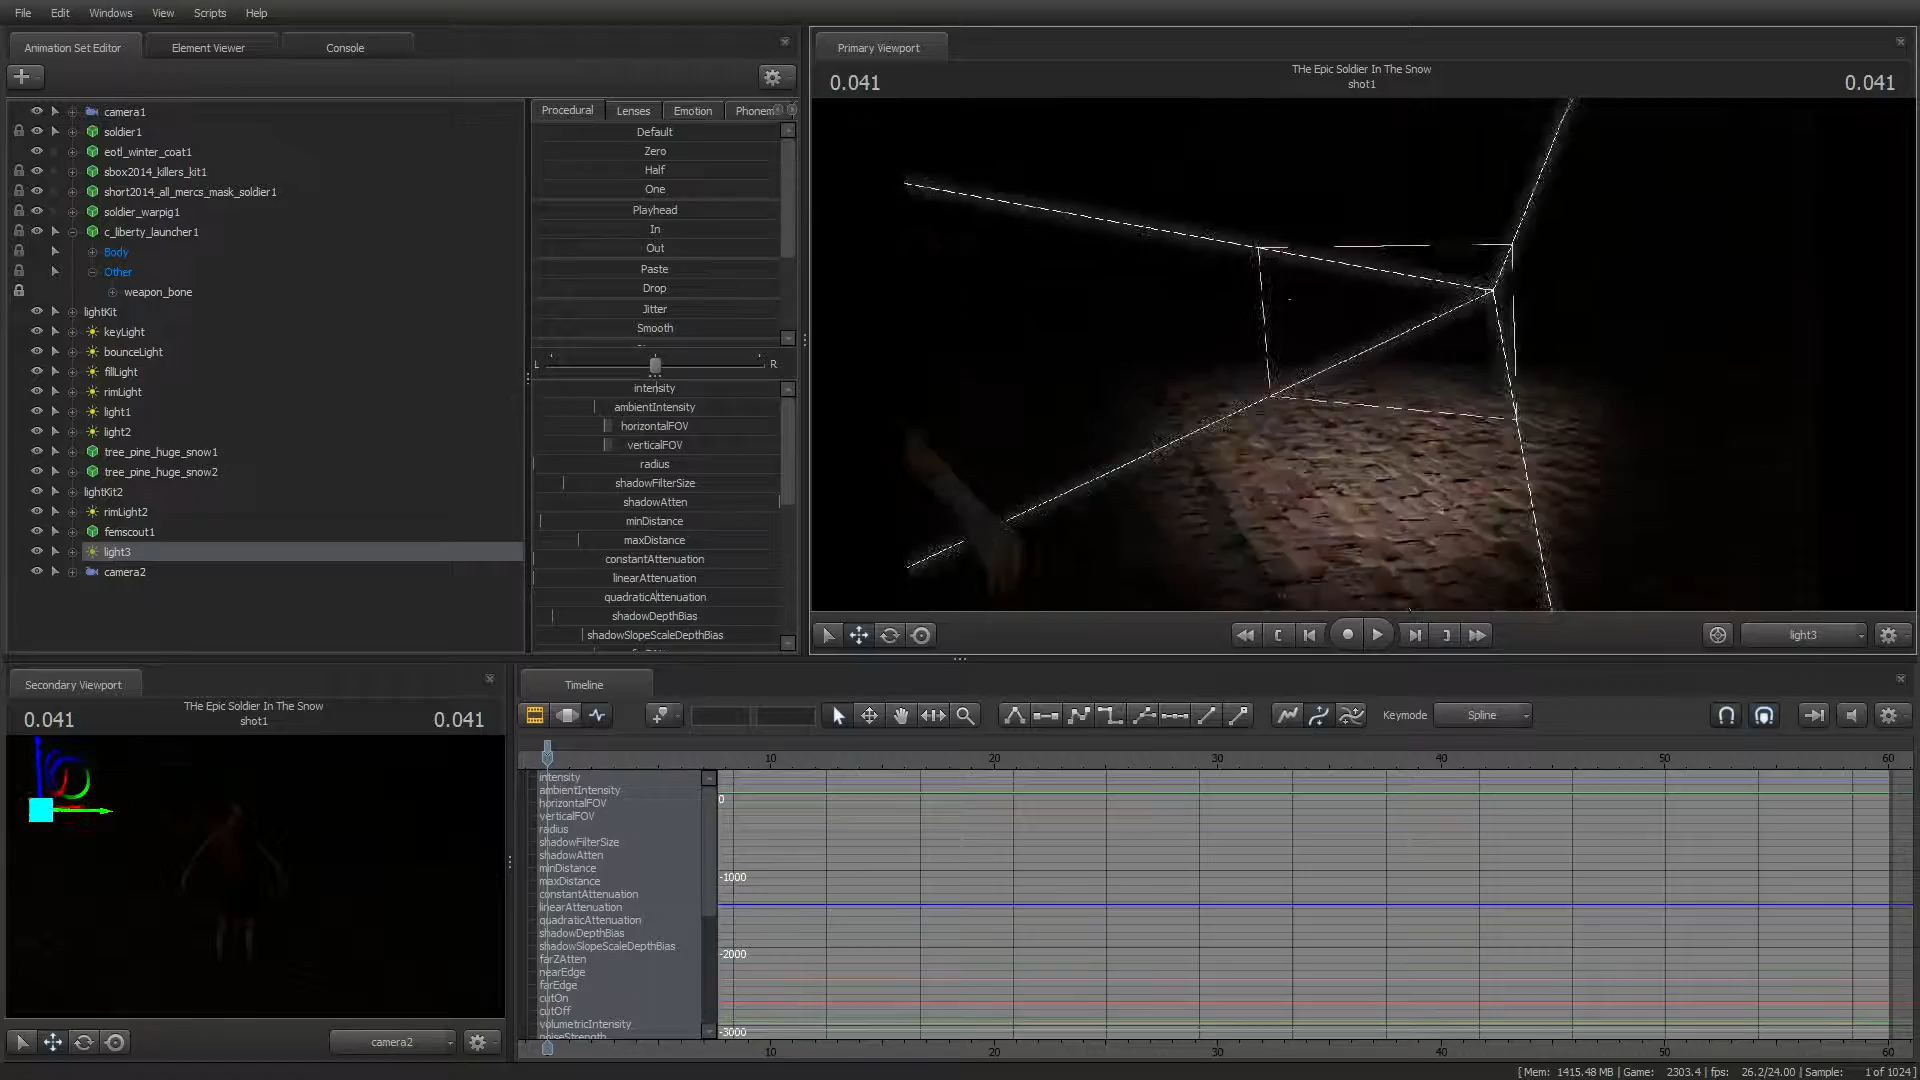 File Edit Windows View Scripts Help
Animation Set Editor Element Viewer Console
camera1
soldier1
eotl_winter_coat1
sbox2014_killers_kit1
short2014_all_mercs_mask_soldier1
soldier_warpig1
c_liberty_launcher1
Body
Other
weapon_bone
lightKit
keyLight
bounceLight
fillLight
rimLight
light1
light2
tree_pine_huge_snow1
tree_pine_huge_snow2
lightKit2
rimLight2
femscout1
light3
camera2
Procedural Lenses Emotion Phonem
Default
Zero
Half
One
Playhead
In
Out
Paste
Drop
Jitter
Smooth
L R
intensity
ambientIntensity
horizontalFOV
verticalFOV
radius
shadowFilterSize
shadowAtten
minDistance
maxDistance
constantAttenuation
linearAttenuation
quadraticAttenuation
shadowDepthBias
shadowSlopeScaleDepthBias
Primary Viewport
0.041 THe Epic Soldier In The Snow 0.041
shot1
light3
Secondary Viewport
0.041 THe Epic Soldier In The Snow 0.041
shot1
camera2
Timeline
Keymode Spline
10 20 30 40 50 60
intensity
ambientIntensity
horizontalFOV
verticalFOV
radius
shadowFilterSize
shadowAtten
minDistance
maxDistance
constantAttenuation
linearAttenuation
quadraticAttenuation
shadowDepthBias
shadowSlopeScaleDepthBias
farZAtten
nearEdge
farEdge
cutOn
cutOff
volumetricIntensity
noiseStrength
0
-1000
-2000
-3000
10 20 30 40 50 60
[ Mem: 1415.48 MB | Game: 2303.4 | fps: 26.2/24.00 | Sample: 1 of 1024 ]